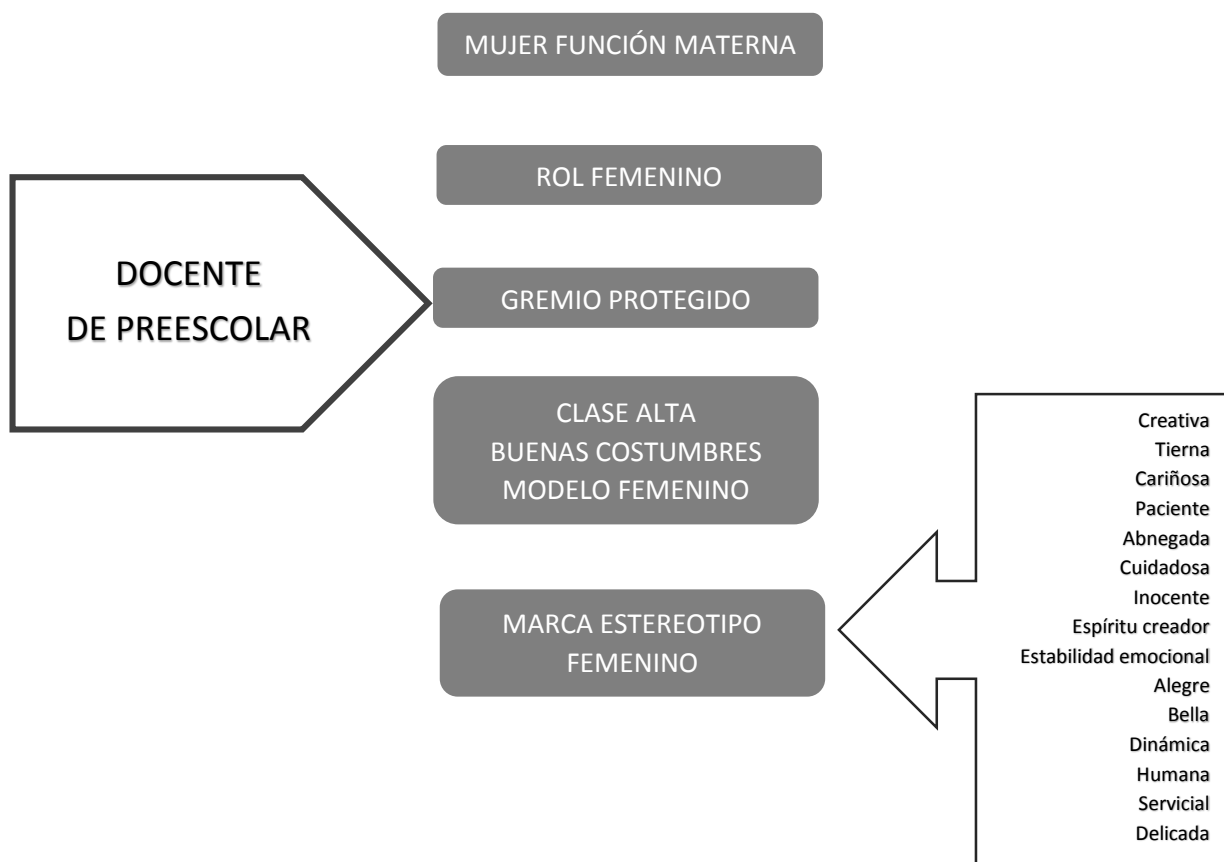 MUJER FUNCIÓN MATERNA
ROL FEMENINO
DOCENTE
DE PREESCOLAR
GREMIO PROTEGIDO
CLASE ALTA
BUENAS COSTUMBRES
MODELO FEMENINO
MARCA ESTEREOTIPO
FEMENINO
Creativa
Tierna
Cariñosa
Paciente
Abnegada
Cuidadosa
Inocente
Espíritu creador
Estabilidad emocional
Alegre
Bella
Dinámica
Humana
Servicial
Delicada